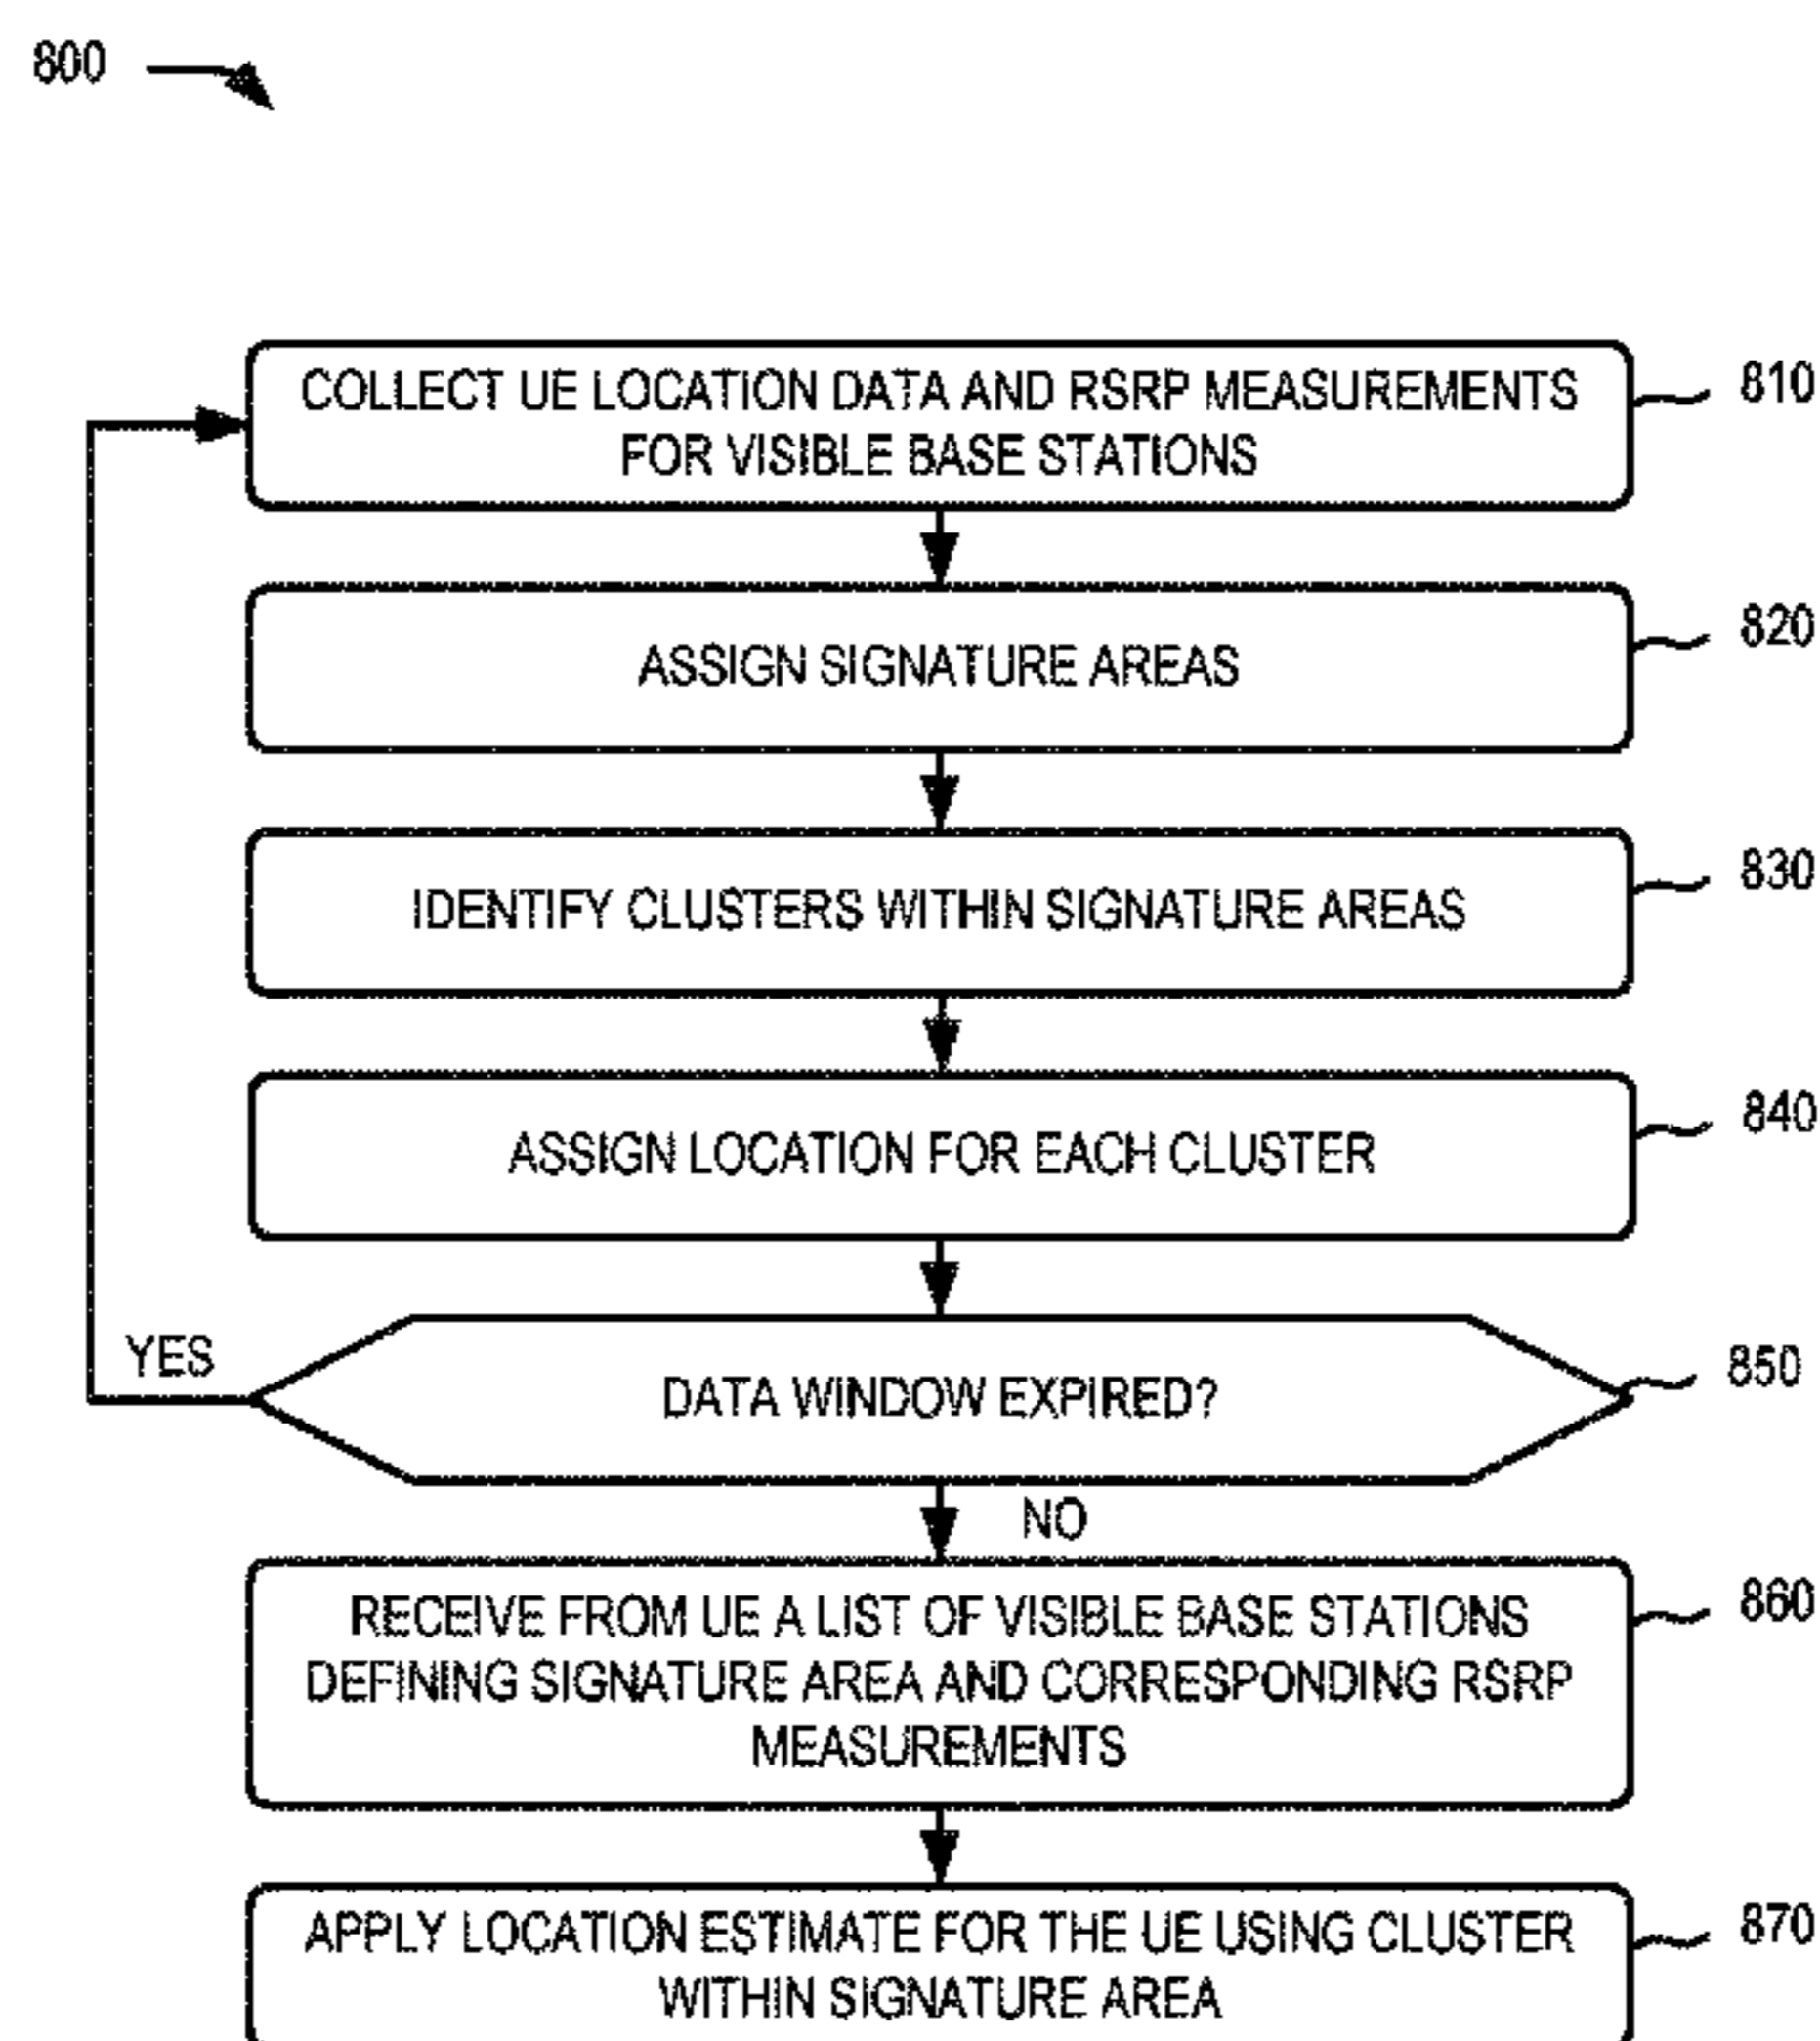 800
COLLECT UE LOCATION DATA AND RSRP MEASUREMENTS
FOR VISIBLE BASE STATIONS
810
ASSIGN SIGNATURE AREAS
820
IDENTIFY CLUSTERS WITHIN SIGNATURE AREAS
830
ASSIGN LOCATION FOR EACH CLUSTER
840
YES
DATA WINDOW EXPIRED?
850
NO
RECEIVE FROM UE A LIST OF VISIBLE BASE STATIONS
DEFINING SIGNATURE AREA AND CORRESPONDING RSRP
MEASUREMENTS
860
APPLY LOCATION ESTIMATE FOR THE UE USING CLUSTER
WITHIN SIGNATURE AREA
870